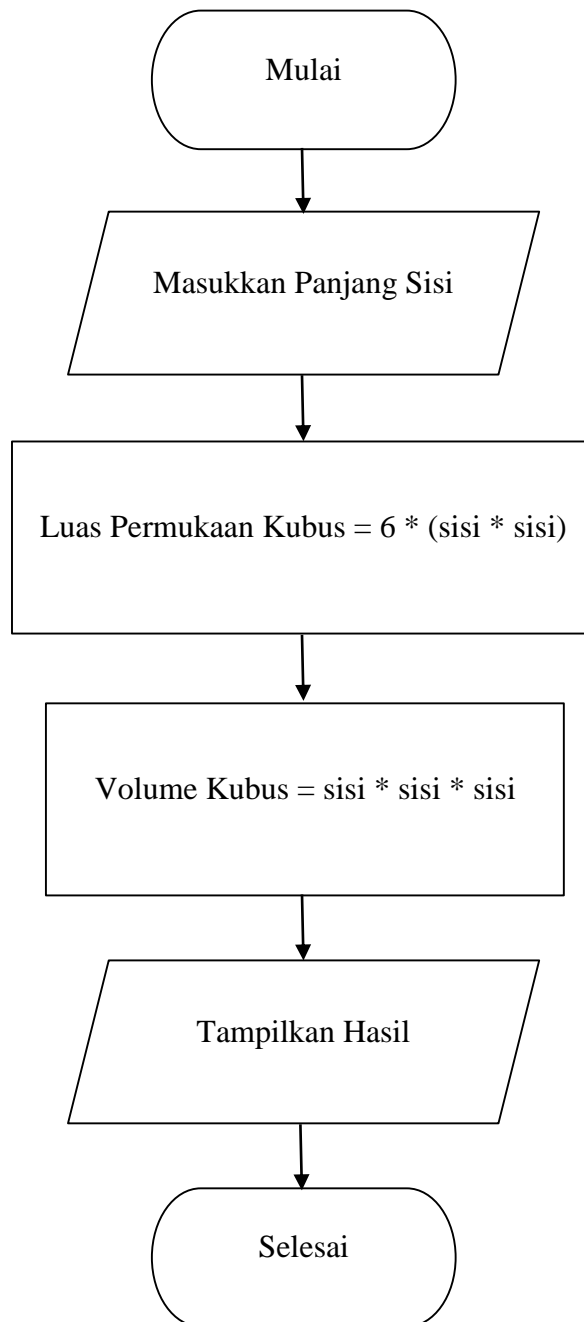 Mulai
Masukkan Panjang Sisi
Luas Permukaan Kubus = 6 * (sisi * sisi)
Volume Kubus = sisi * sisi * sisi
Tampilkan Hasil
Selesai